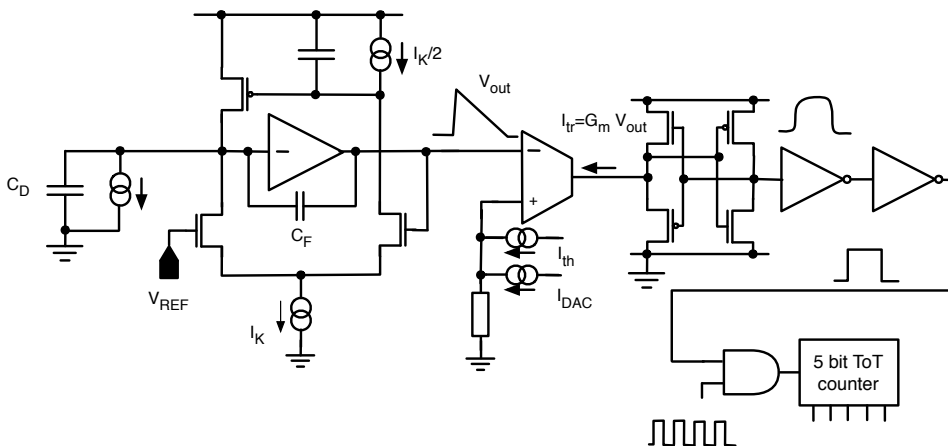 I_K/2
V_out
I_tr=G_m V_out
C_D
−
−
+
C_F
V_REF
I_K
I_th
I_DAC
5 bit ToT
counter